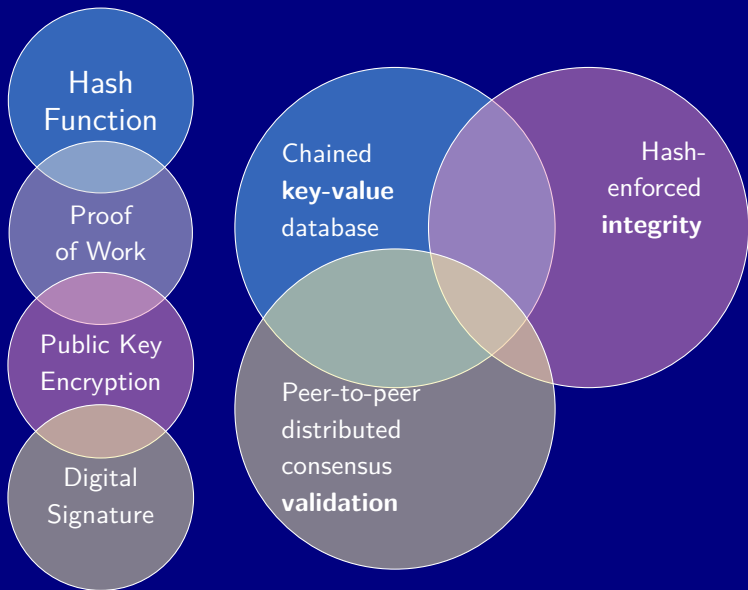 Hash
Function
Proof
of Work
Public Key
Encryption
Digital
Signature
Chained
key-value
database
Hash-
enforced
integrity
Peer-to-peer
distributed
consensus
validation